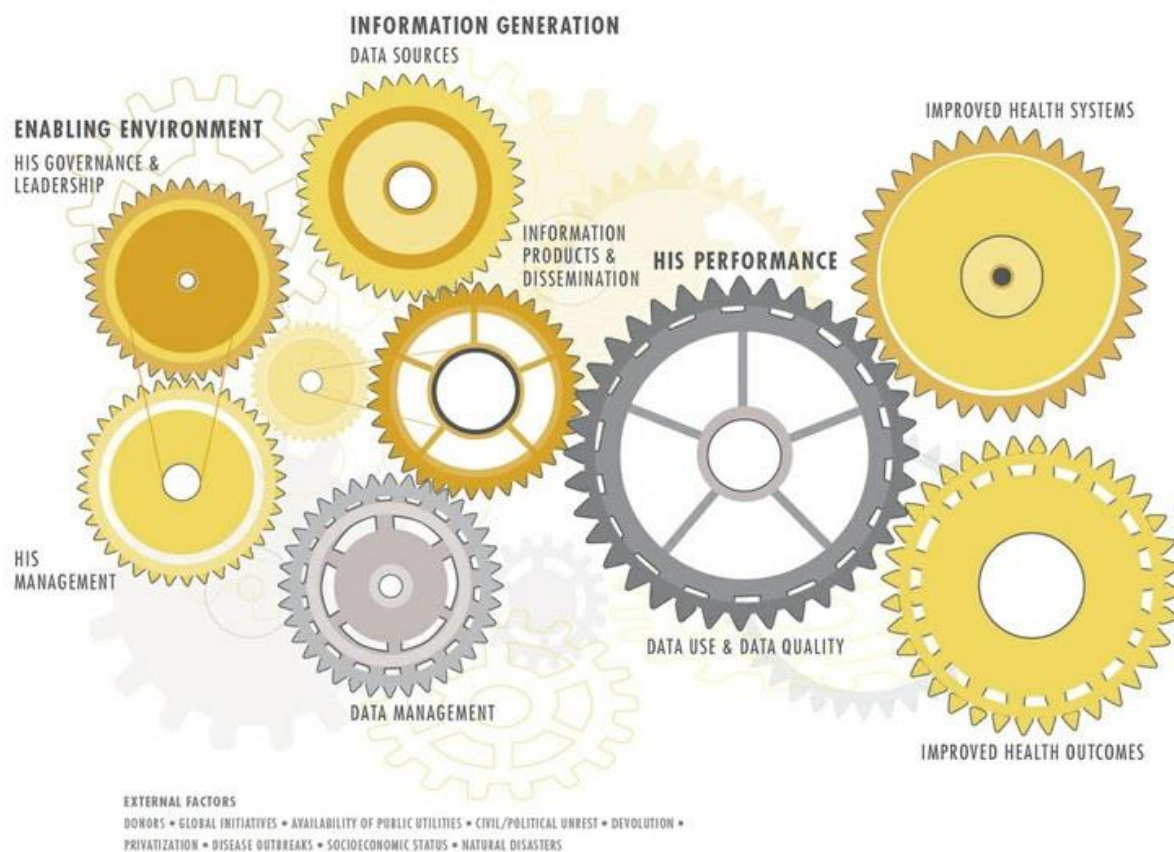 INFORMATION GENERATION
DATA SOURCES
ENABLING ENVIRONMENT
HIS GOVERNANCE &
LEADERSHIP
IMPROVED HEALTH SYSTEMS
INFORMATION
PRODUCTS &
DISSEMINATION
HIS PERFORMANCE
HIS
MANAGEMENT
DATA USE & DATA QUALITY
DATA MANAGEMENT
IMPROVED HEALTH OUTCOMES
EXTERNAL FACTORS
DONORS • GLOBAL INITIATIVES • AVAILABILITY OF PUBLIC UTILITIES • CIVIL/POLITICAL UNREST • DEVOLUTION •
PRIVATIZATION • DISEASE OUTBREAKS • SOCIOECONOMIC STATUS • NATURAL DISASTERS